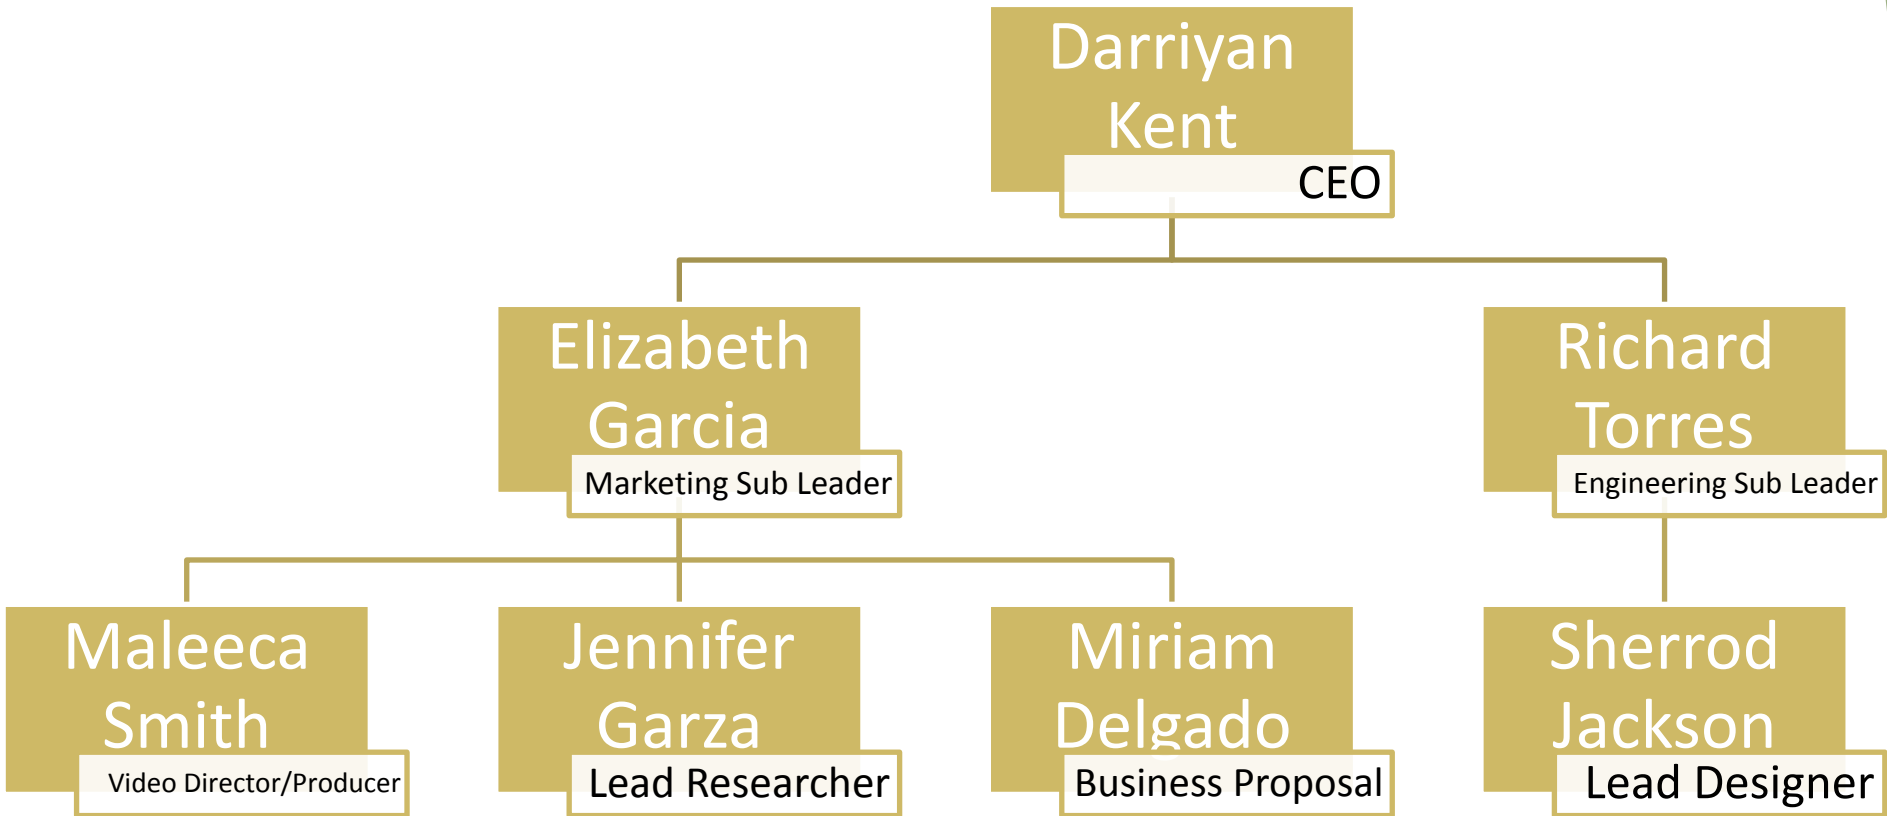 Darriyan
Kent
CEO
Elizabeth
Garcia
Marketing Sub Leader
Richard
Torres
Engineering Sub Leader
Maleeca
Smith
Video Director/Producer
Jennifer
Garza
Lead Researcher
Miriam
Delgado
Business Proposal
Sherrod
Jackson
Lead Designer